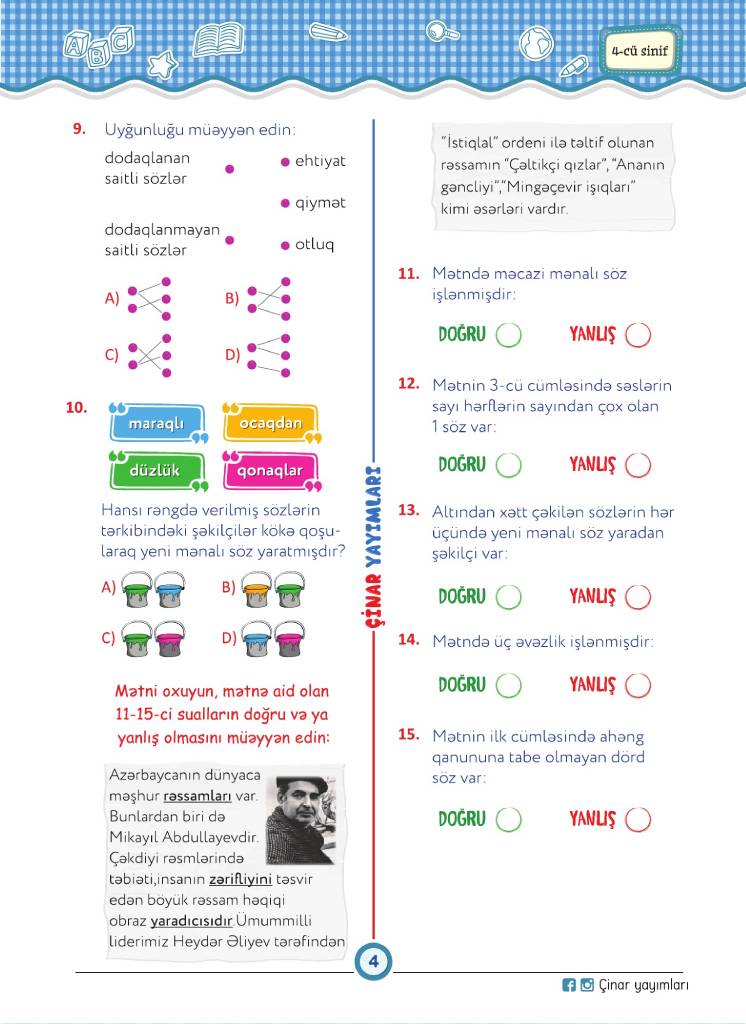 ABC
4-cü sinif
9. Uyğunluğu müəyyən edin:
dodaqlanan
saitli sözlər
dodaqlanmayan
saitli sözlər
ehtiyat
qiymət
otluq
A) B)
C) D)
10.
maraqlı ocaqdan
düzlük qonaqlar
Hansı rəngdə verilmiş sözlərin
tərkibindəki şəkilçilər kökə qoşu-
laraq yeni mənalı söz yaratmışdır?
A) B)
C) D)
Mətni oxuyun, mətnə aid olan
11-15-ci sualların doğru və ya
yanlış olmasını müəyyən edin:
Azərbaycanın dünyaca
məşhur rəssamları var.
Bunlardan biri də
Mikayıl Abdullayevdir.
Çəkdiyi rəsmlərində
təbiəti,insanın zərifliyini təsvir
edən böyük rəssam həqiqi
obraz yaradıcısıdır.Ümummilli
liderimiz Heydər Əliyev tərəfindən
ÇİNAR YAYIMLARI
"İstiqlal" ordeni ilə təltif olunan
rəssamın "Çəltikçi qızlar", "Ananın
gəncliyi","Mingəçevir işıqları"
kimi əsərləri vardır.
11. Mətndə məcazi mənalı söz
işlənmişdir:
DOĞRU YANLIŞ
12. Mətnin 3-cü cümləsində səslərin
sayı hərflərin sayından çox olan
1 söz var:
DOĞRU YANLIŞ
13. Altından xətt çəkilən sözlərin hər
üçündə yeni mənalı söz yaradan
şəkilçi var:
DOĞRU YANLIŞ
14. Mətndə üç əvəzlik işlənmişdir:
DOĞRU YANLIŞ
15. Mətnin ilk cümləsində ahəng
qanununa tabe olmayan dörd
söz var:
DOĞRU YANLIŞ
4
Çinar yayımları